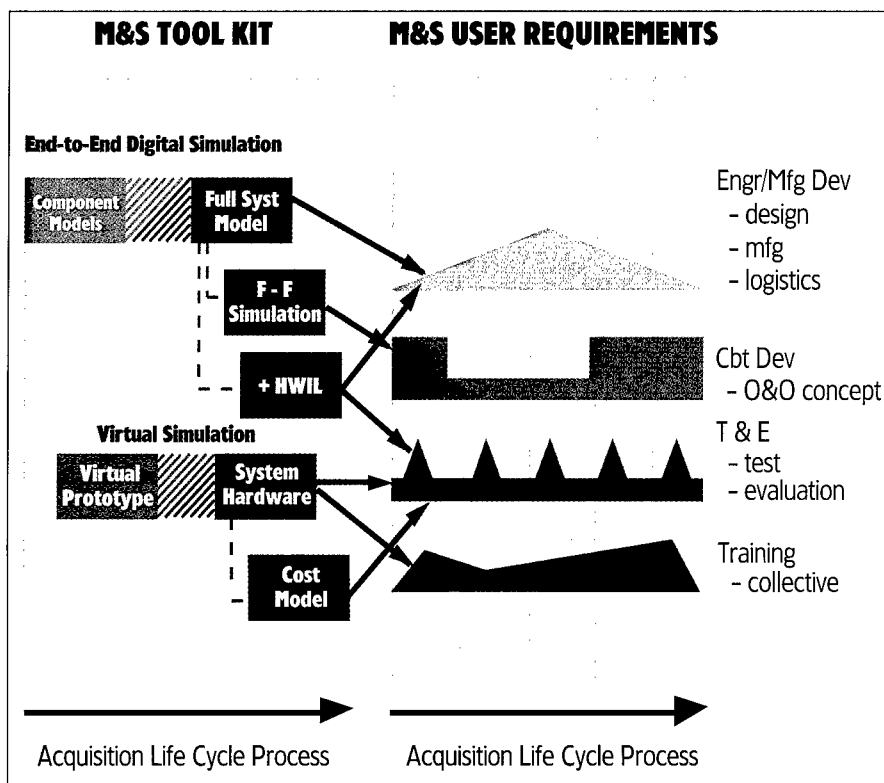 M&S TOOL KIT
M&S USER REQUIREMENTS
End-to-End Digital Simulation
Component
Models
Full Syst
Model
F - F
Simulation
+ HWIL
Virtual Simulation
Virtual
Prototype
System
Hardware
Cost
Model
Engr/Mfg Dev
- design
- mfg
- logistics
Cbt Dev
- O&O concept
T & E
- test
- evaluation
Training
- collective
Acquisition Life Cycle Process
Acquisition Life Cycle Process